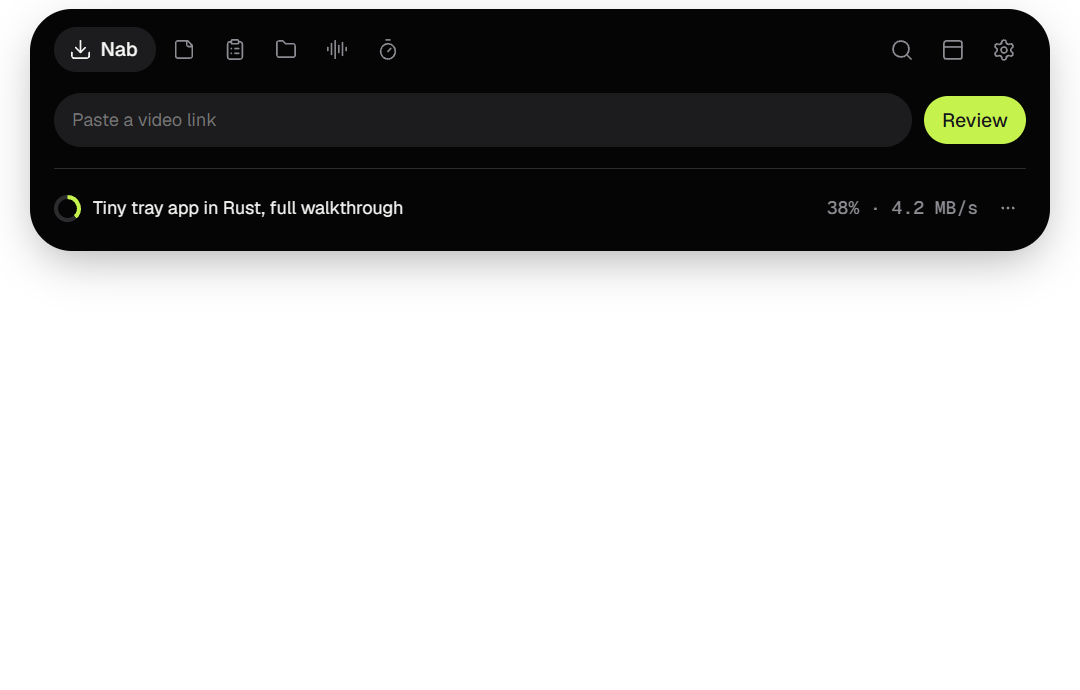 Nab
Paste a video link
Review
Tiny tray app in Rust, full walkthrough
38% · 4.2 MB/s